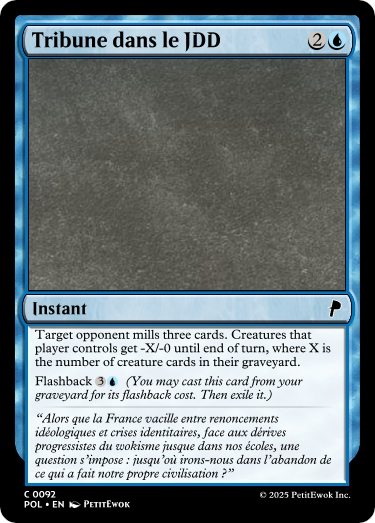 Tribune dans le JDD 2
Instant
Target opponent mills three cards. Creatures that
player controls get -X/-0 until end of turn, where X is
the number of creature cards in their graveyard.
Flashback 3 (You may cast this card from your
graveyard for its flashback cost. Then exile it.)
“Alors que la France vacille entre renoncements
idéologiques et crises identitaires, face aux dérives
progressistes du wokisme jusque dans nos écoles, une
question s'impose : jusqu'où irons-nous dans l'abandon de
ce qui a fait notre propre civilisation ?”
C 0092
POL • EN PetitEwok
© 2025 PetitEwok Inc.